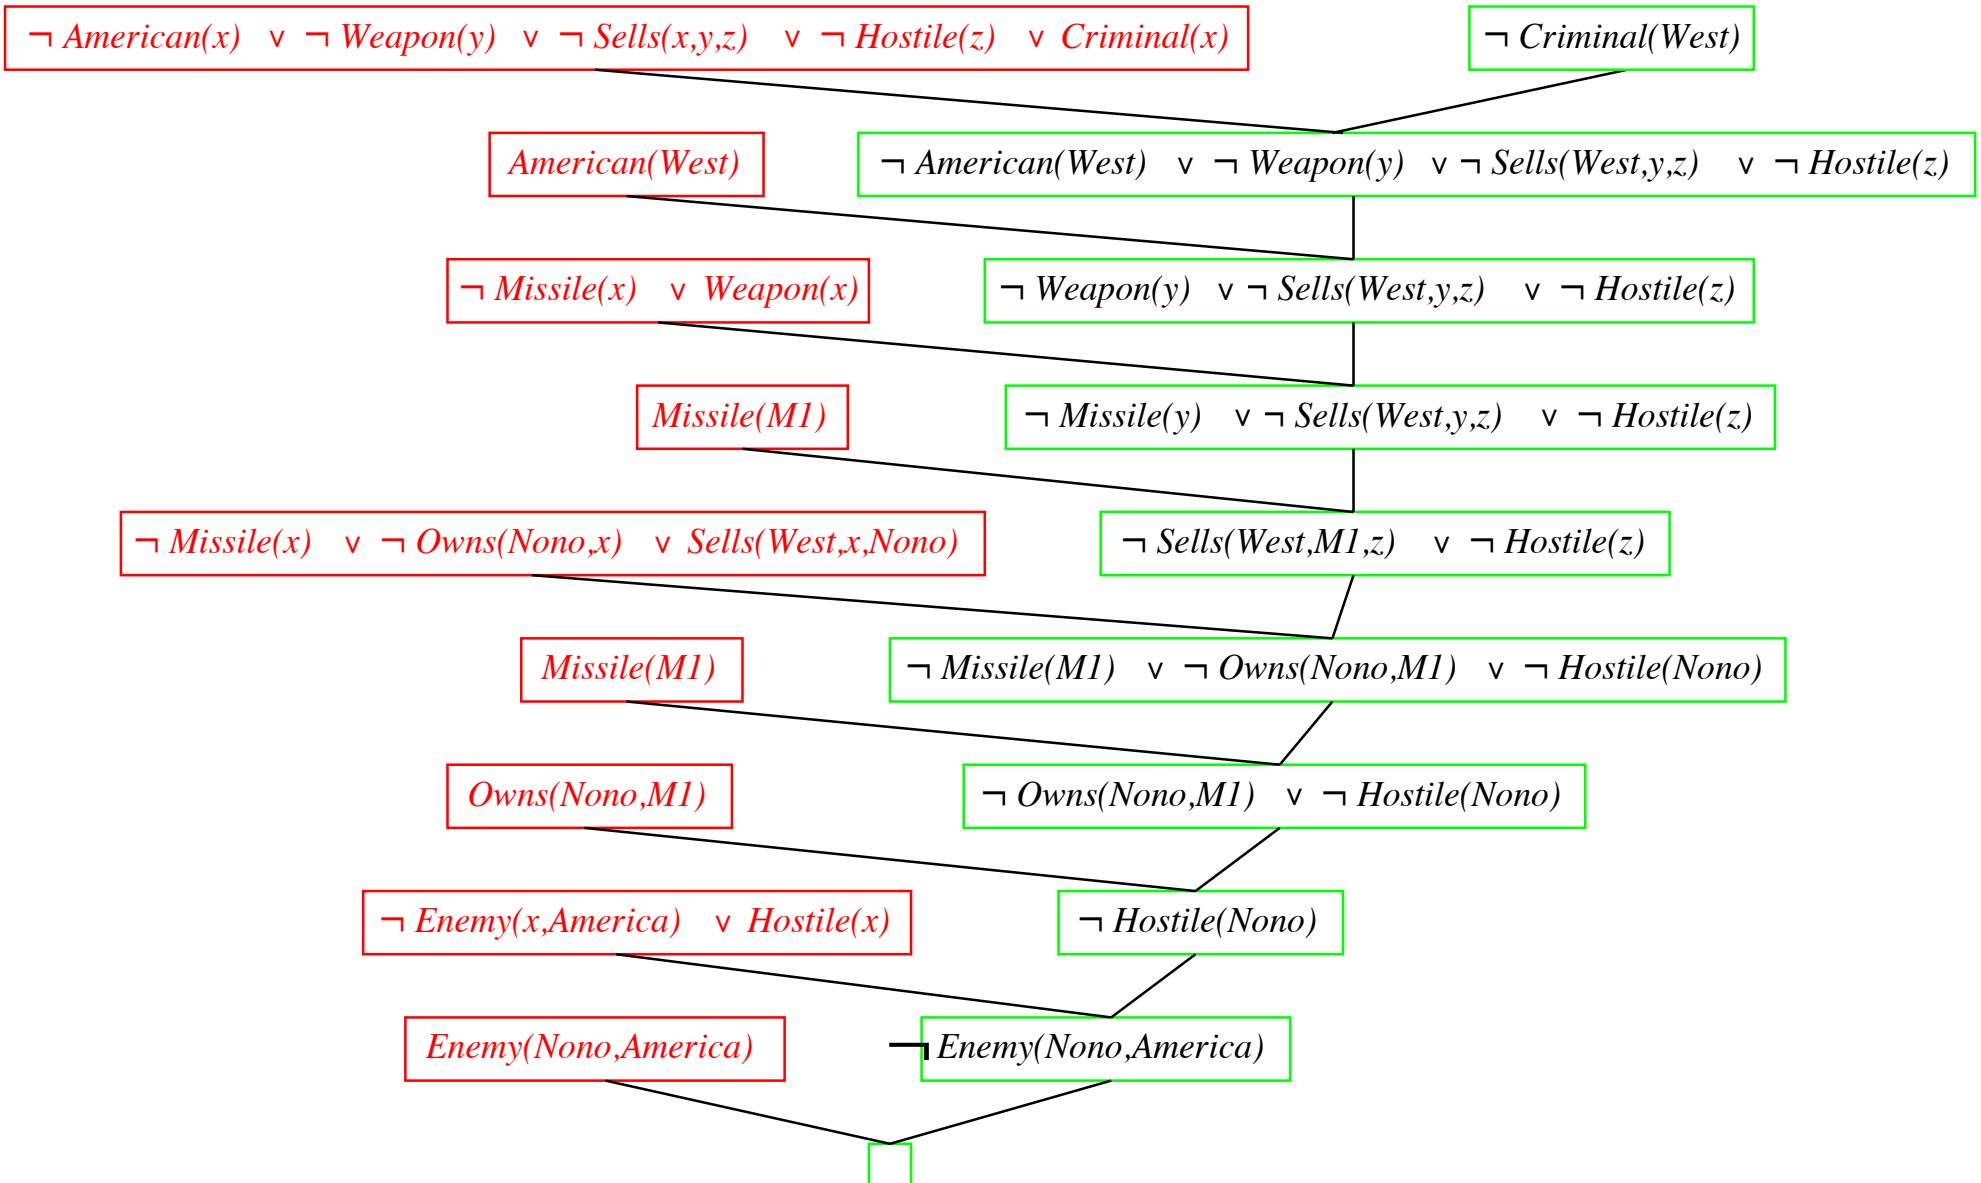 ¬ American(x) ∨ ¬ Weapon(y) ∨ ¬ Sells(x,y,z) ∨ ¬ Hostile(z) ∨ Criminal(x) ¬ Criminal(West)
American(West) ¬ American(West) ∨ ¬ Weapon(y) ∨ ¬ Sells(West,y,z) ∨ ¬ Hostile(z)
¬ Missile(x) ∨ Weapon(x) ¬ Weapon(y) ∨ ¬ Sells(West,y,z) ∨ ¬ Hostile(z)
Missile(M1) ¬ Missile(y) ∨ ¬ Sells(West,y,z) ∨ ¬ Hostile(z)
¬ Missile(x) ∨ ¬ Owns(Nono,x) ∨ Sells(West,x,Nono) ¬ Sells(West,M1,z) ∨ ¬ Hostile(z)
Missile(M1) ¬ Missile(M1) ∨ ¬ Owns(Nono,M1) ∨ ¬ Hostile(Nono)
Owns(Nono,M1) ¬ Owns(Nono,M1) ∨ ¬ Hostile(Nono)
¬ Enemy(x,America) ∨ Hostile(x) ¬ Hostile(Nono)
Enemy(Nono,America) ¬ Enemy(Nono,America)